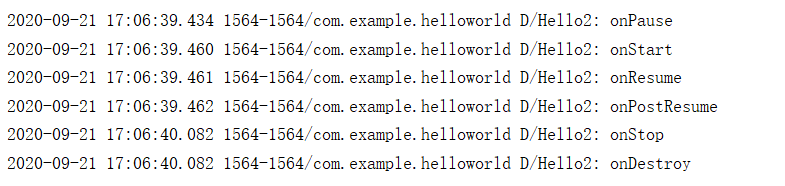 2020-09-21 17:06:39.434 1564-1564/com.example.helloworld D/Hello2: onPause
2020-09-21 17:06:39.460 1564-1564/com.example.helloworld D/Hello2: onStart
2020-09-21 17:06:39.461 1564-1564/com.example.helloworld D/Hello2: onResume
2020-09-21 17:06:39.462 1564-1564/com.example.helloworld D/Hello2: onPostResume
2020-09-21 17:06:40.082 1564-1564/com.example.helloworld D/Hello2: onStop
2020-09-21 17:06:40.082 1564-1564/com.example.helloworld D/Hello2: onDestroy